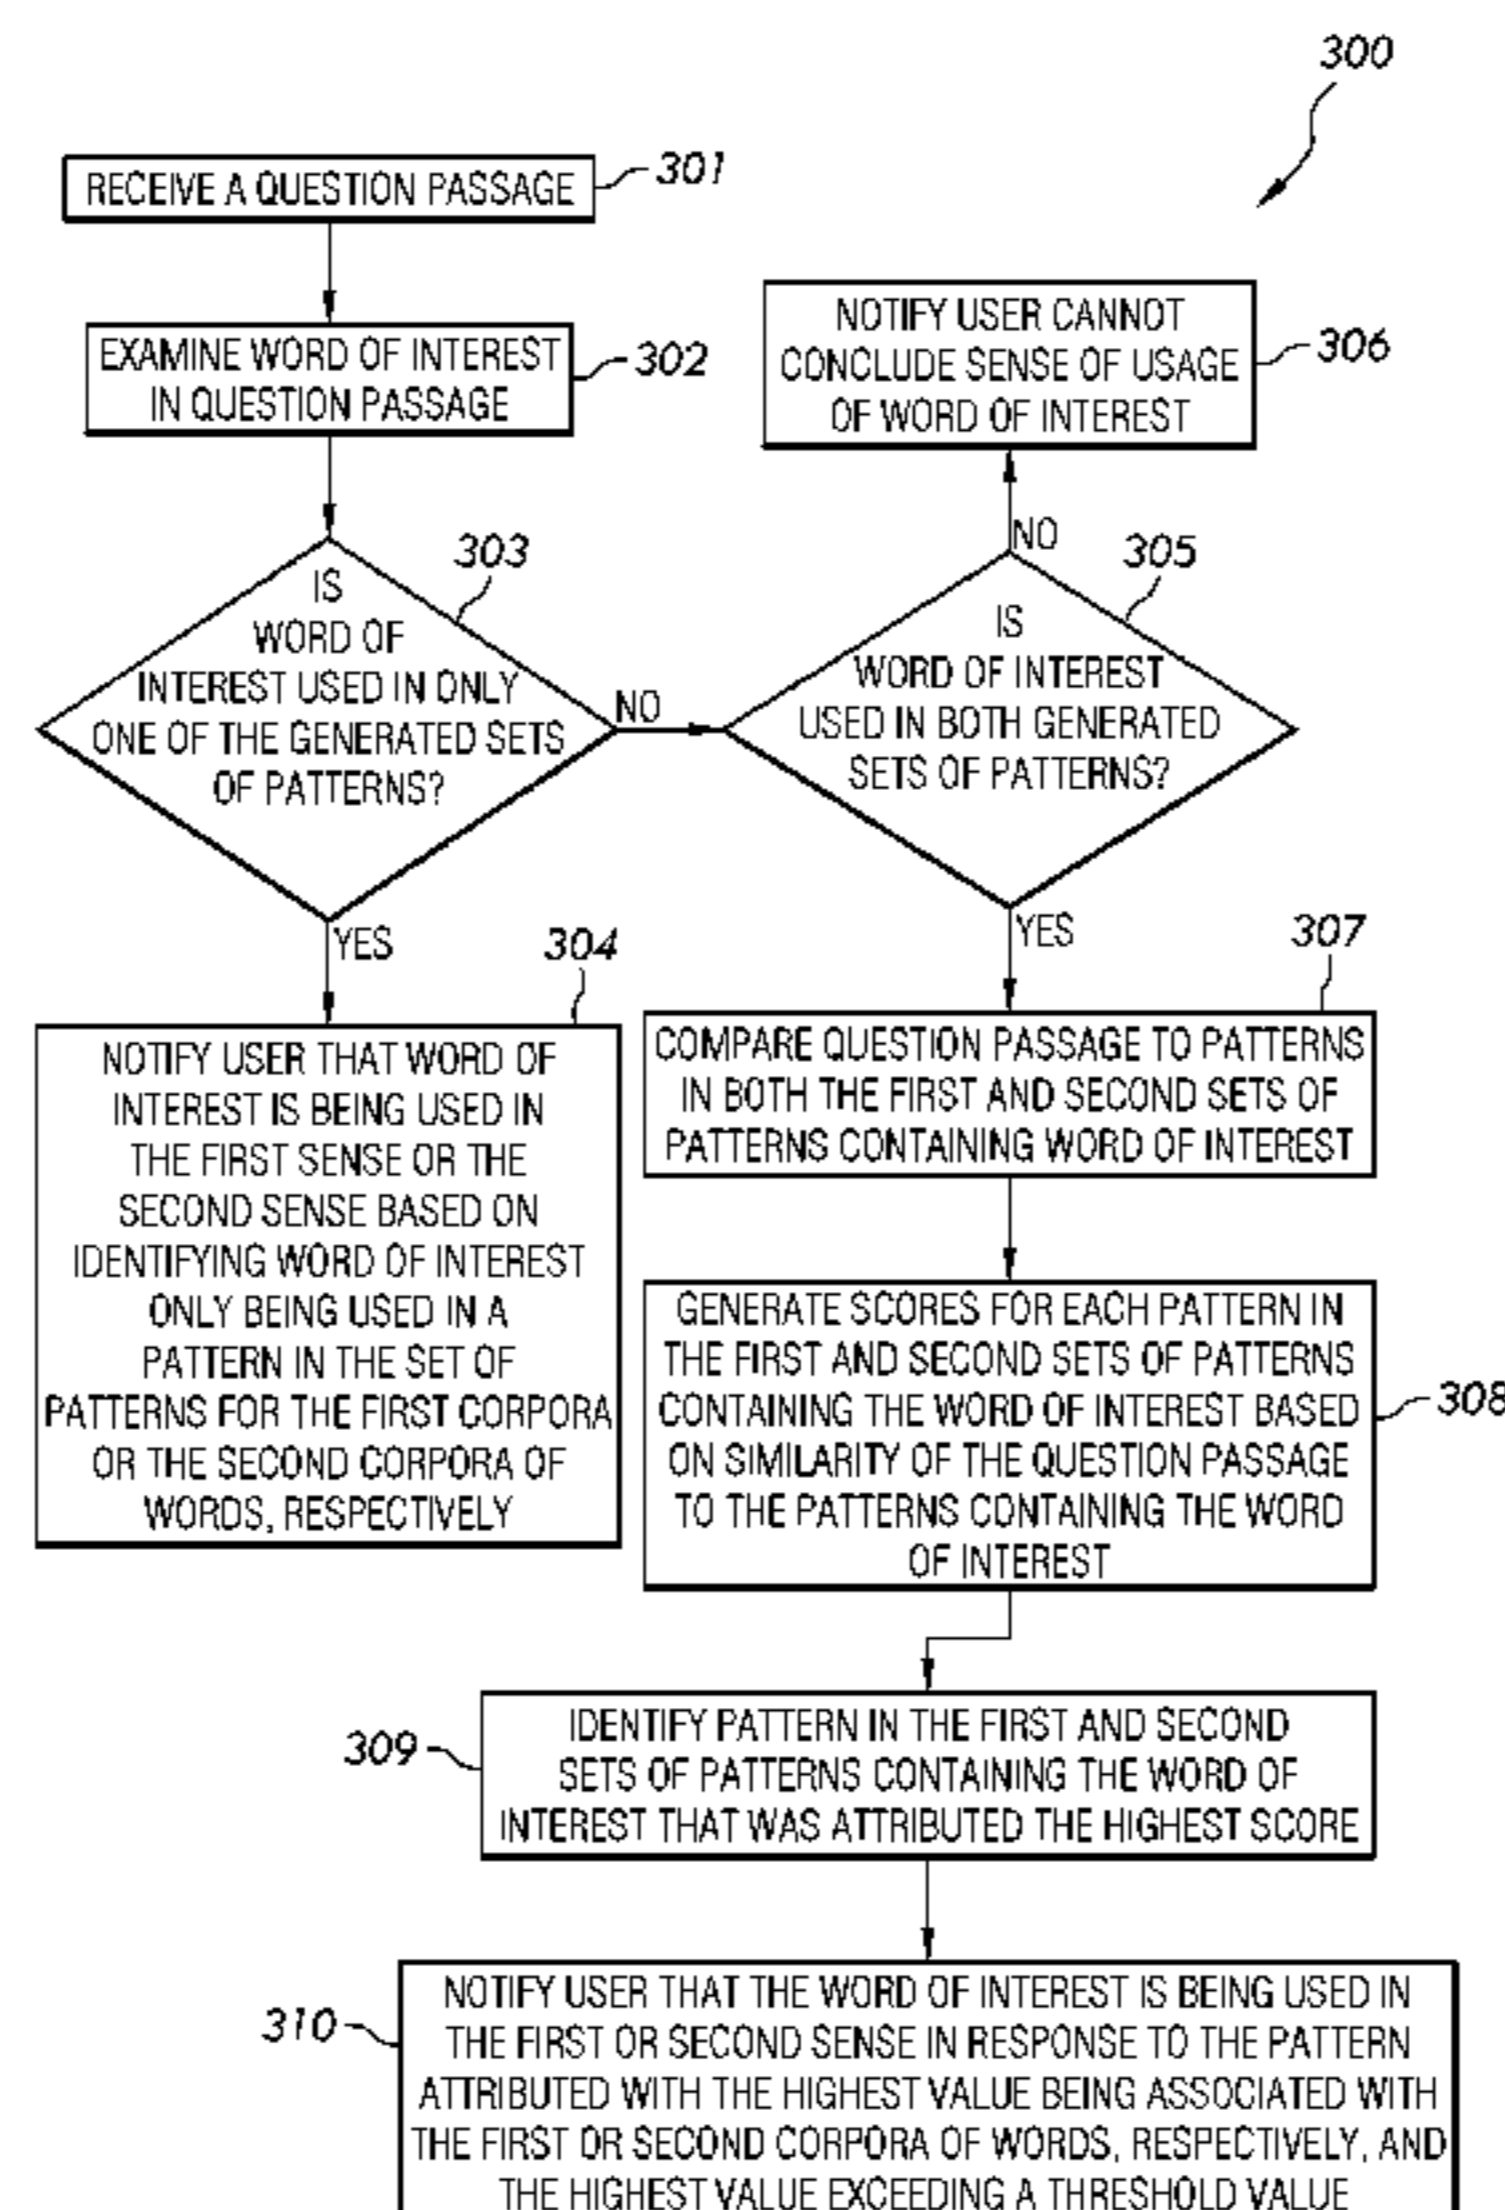 300
RECEIVE A QUESTION PASSAGE
301
EXAMINE WORD OF INTEREST
IN QUESTION PASSAGE
302
303
IS
WORD OF
INTEREST USED IN ONLY
ONE OF THE GENERATED SETS
OF PATTERNS?
NO
YES
304
NOTIFY USER THAT WORD OF
INTEREST IS BEING USED IN
THE FIRST SENSE OR THE
SECOND SENSE BASED ON
IDENTIFYING WORD OF INTEREST
ONLY BEING USED IN A
PATTERN IN THE SET OF
PATTERNS FOR THE FIRST CORPORA
OR THE SECOND CORPORA OF
WORDS, RESPECTIVELY
305
IS
WORD OF INTEREST
USED IN BOTH GENERATED
SETS OF PATTERNS?
NO
NOTIFY USER CANNOT
CONCLUDE SENSE OF USAGE
OF WORD OF INTEREST
306
YES
307
COMPARE QUESTION PASSAGE TO PATTERNS
IN BOTH THE FIRST AND SECOND SETS OF
PATTERNS CONTAINING WORD OF INTEREST
GENERATE SCORES FOR EACH PATTERN IN
THE FIRST AND SECOND SETS OF PATTERNS
CONTAINING THE WORD OF INTEREST BASED
ON SIMILARITY OF THE QUESTION PASSAGE
TO THE PATTERNS CONTAINING THE WORD
OF INTEREST
308
309
IDENTIFY PATTERN IN THE FIRST AND SECOND
SETS OF PATTERNS CONTAINING THE WORD OF
INTEREST THAT WAS ATTRIBUTED THE HIGHEST SCORE
310
NOTIFY USER THAT THE WORD OF INTEREST IS BEING USED IN
THE FIRST OR SECOND SENSE IN RESPONSE TO THE PATTERN
ATTRIBUTED WITH THE HIGHEST VALUE BEING ASSOCIATED WITH
THE FIRST OR SECOND CORPORA OF WORDS, RESPECTIVELY, AND
THE HIGHEST VALUE EXCEEDING A THRESHOLD VALUE